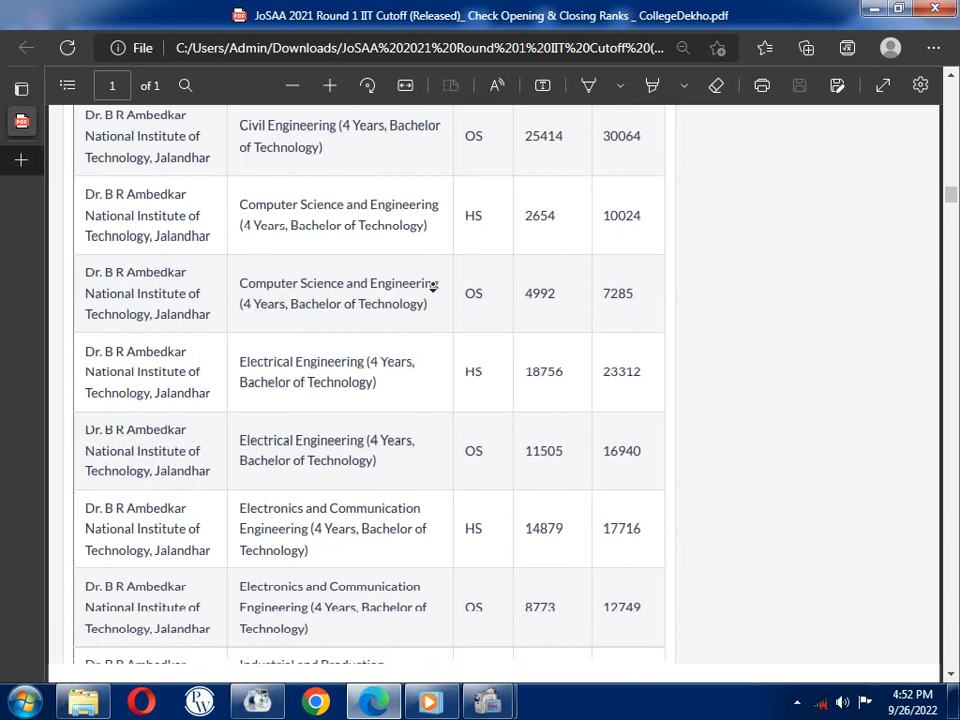 JoSAA 2021 Round 1 IIT Cutoff (Released)_ Check Opening & Closing Ranks _ CollegeDekho.pdf
File C:/Users/Admin/Downloads/JoSAA%202021%20Round%201%20IIT%20Cutoff%20(...
1 of 1
Dr. B R Ambedkar
National Institute of
Technology, Jalandhar
Civil Engineering (4 Years, Bachelor
of Technology)
OS 25414 30064
Dr. B R Ambedkar
National Institute of
Technology, Jalandhar
Computer Science and Engineering
(4 Years, Bachelor of Technology)
HS 2654 10024
Dr. B R Ambedkar
National Institute of
Technology, Jalandhar
Computer Science and Engineering
(4 Years, Bachelor of Technology)
OS 4992 7285
Dr. B R Ambedkar
National Institute of
Technology, Jalandhar
Electrical Engineering (4 Years,
Bachelor of Technology)
HS 18756 23312
Dr. B R Ambedkar
National Institute of
Technology, Jalandhar
Electrical Engineering (4 Years,
Bachelor of Technology)
OS 11505 16940
Dr. B R Ambedkar
National Institute of
Technology, Jalandhar
Electronics and Communication
Engineering (4 Years, Bachelor of
Technology)
HS 14879 17716
Dr. B R Ambedkar
National Institute of
Technology, Jalandhar
Electronics and Communication
Engineering (4 Years, Bachelor of
Technology)
OS 8773 12749
Dr. B R Ambedkar
Industrial and Production
4:52 PM
9/26/2022